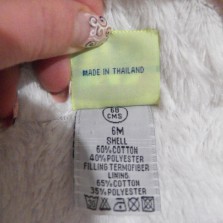 MADE IN THAILAND
68
CMS
6M
SHELL
60%COTTON
40%POLYESTER
FILLING TERMOFIBER
LINING
65%COTTON
35%POLYESTER